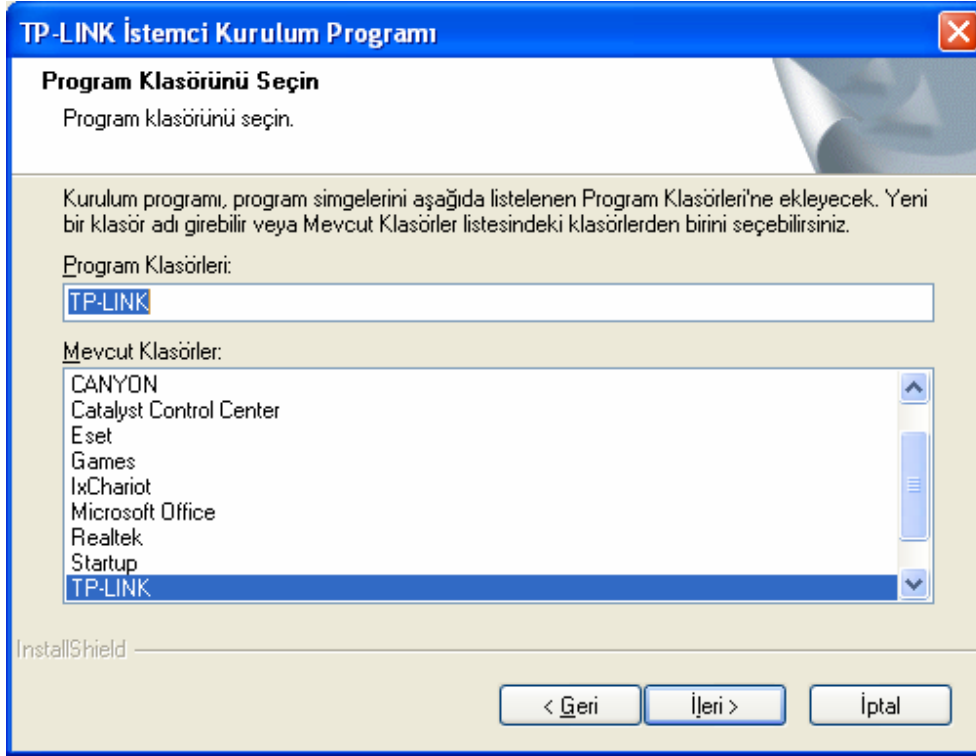 TP-LINK İstemci Kurulum Programı
Program Klasörünü Seçin
Program klasörünü seçin.
Kurulum programı, program simgelerini aşağıda listelenen Program Klasörleri'ne ekleyecek. Yeni
bir klasör adı girebilir veya Mevcut Klasörler listesindeki klasörlerden birini seçebilirsiniz.
Program Klasörleri:
TP-LINK
Mevcut Klasörler:
CANYON
Catalyst Control Center
Eset
Games
IxChariot
Microsoft Office
Realtek
Startup
TP-LINK
InstallShield
< Geri İleri > İptal